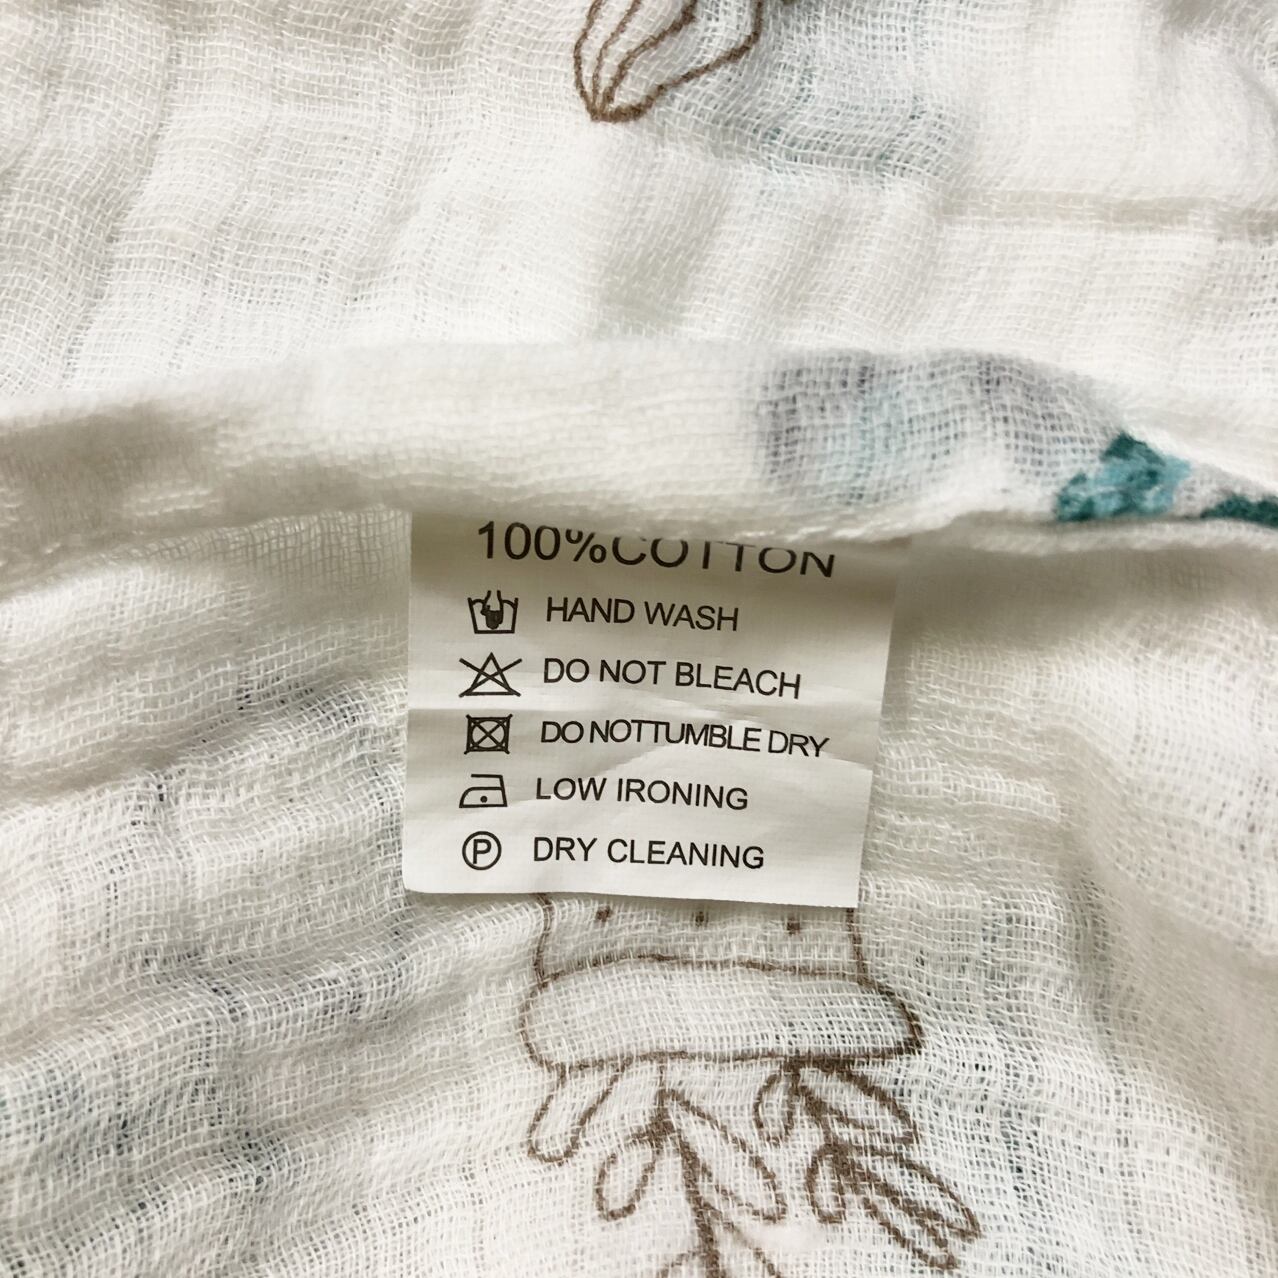 100%COTTON
HAND WASH
DO NOT BLEACH
DO NOTTUMBLE DRY
LOW IRONING
P DRY CLEANING